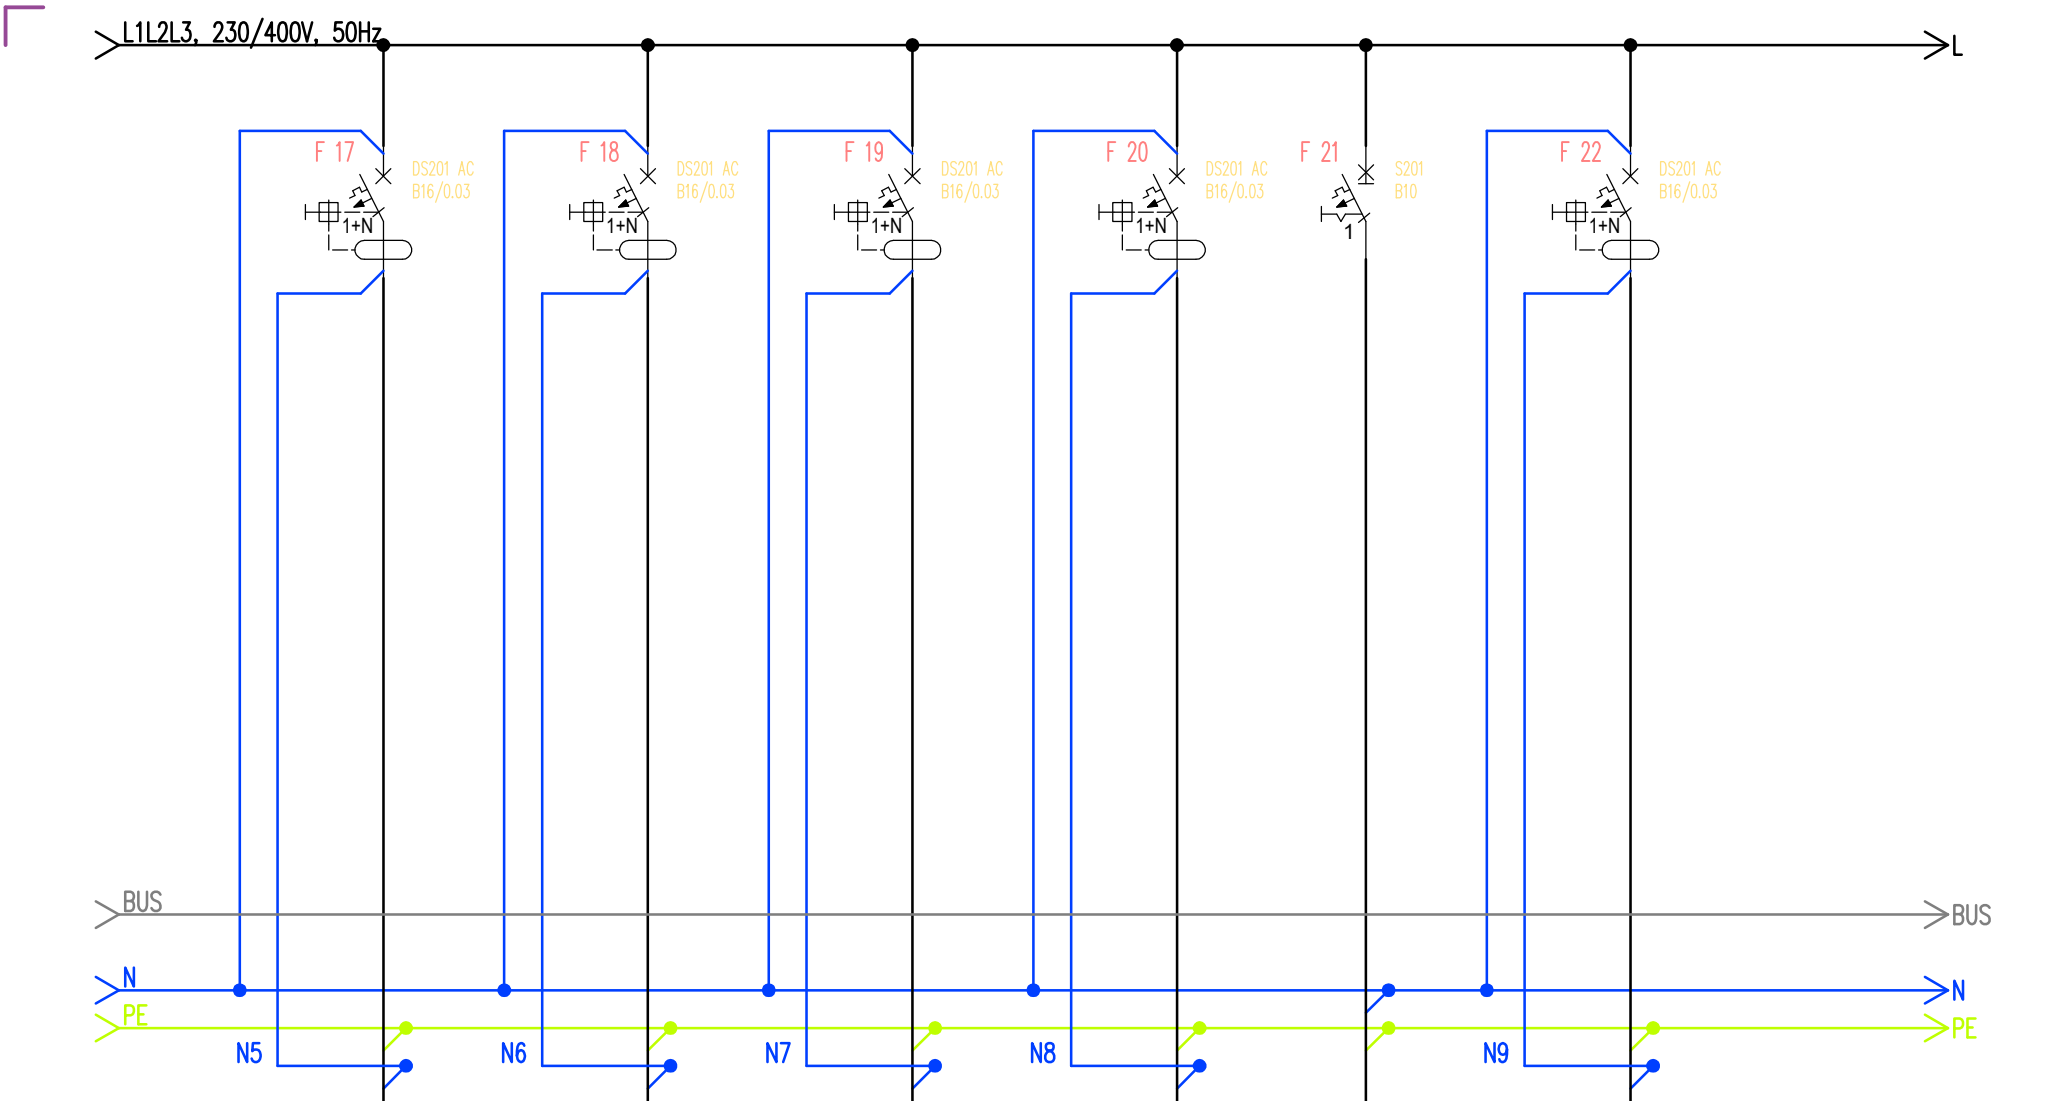 L1L2L3, 230/400V, 50Hz
L
F 17
DS201 AC
B16/0.03
1+N
F 18
DS201 AC
B16/0.03
1+N
F 19
DS201 AC
B16/0.03
1+N
F 20
DS201 AC
B16/0.03
1+N
F 21
S201
B10
1
F 22
DS201 AC
B16/0.03
1+N
BUS
BUS
N
N
PE
PE
N5
N6
N7
N8
N9